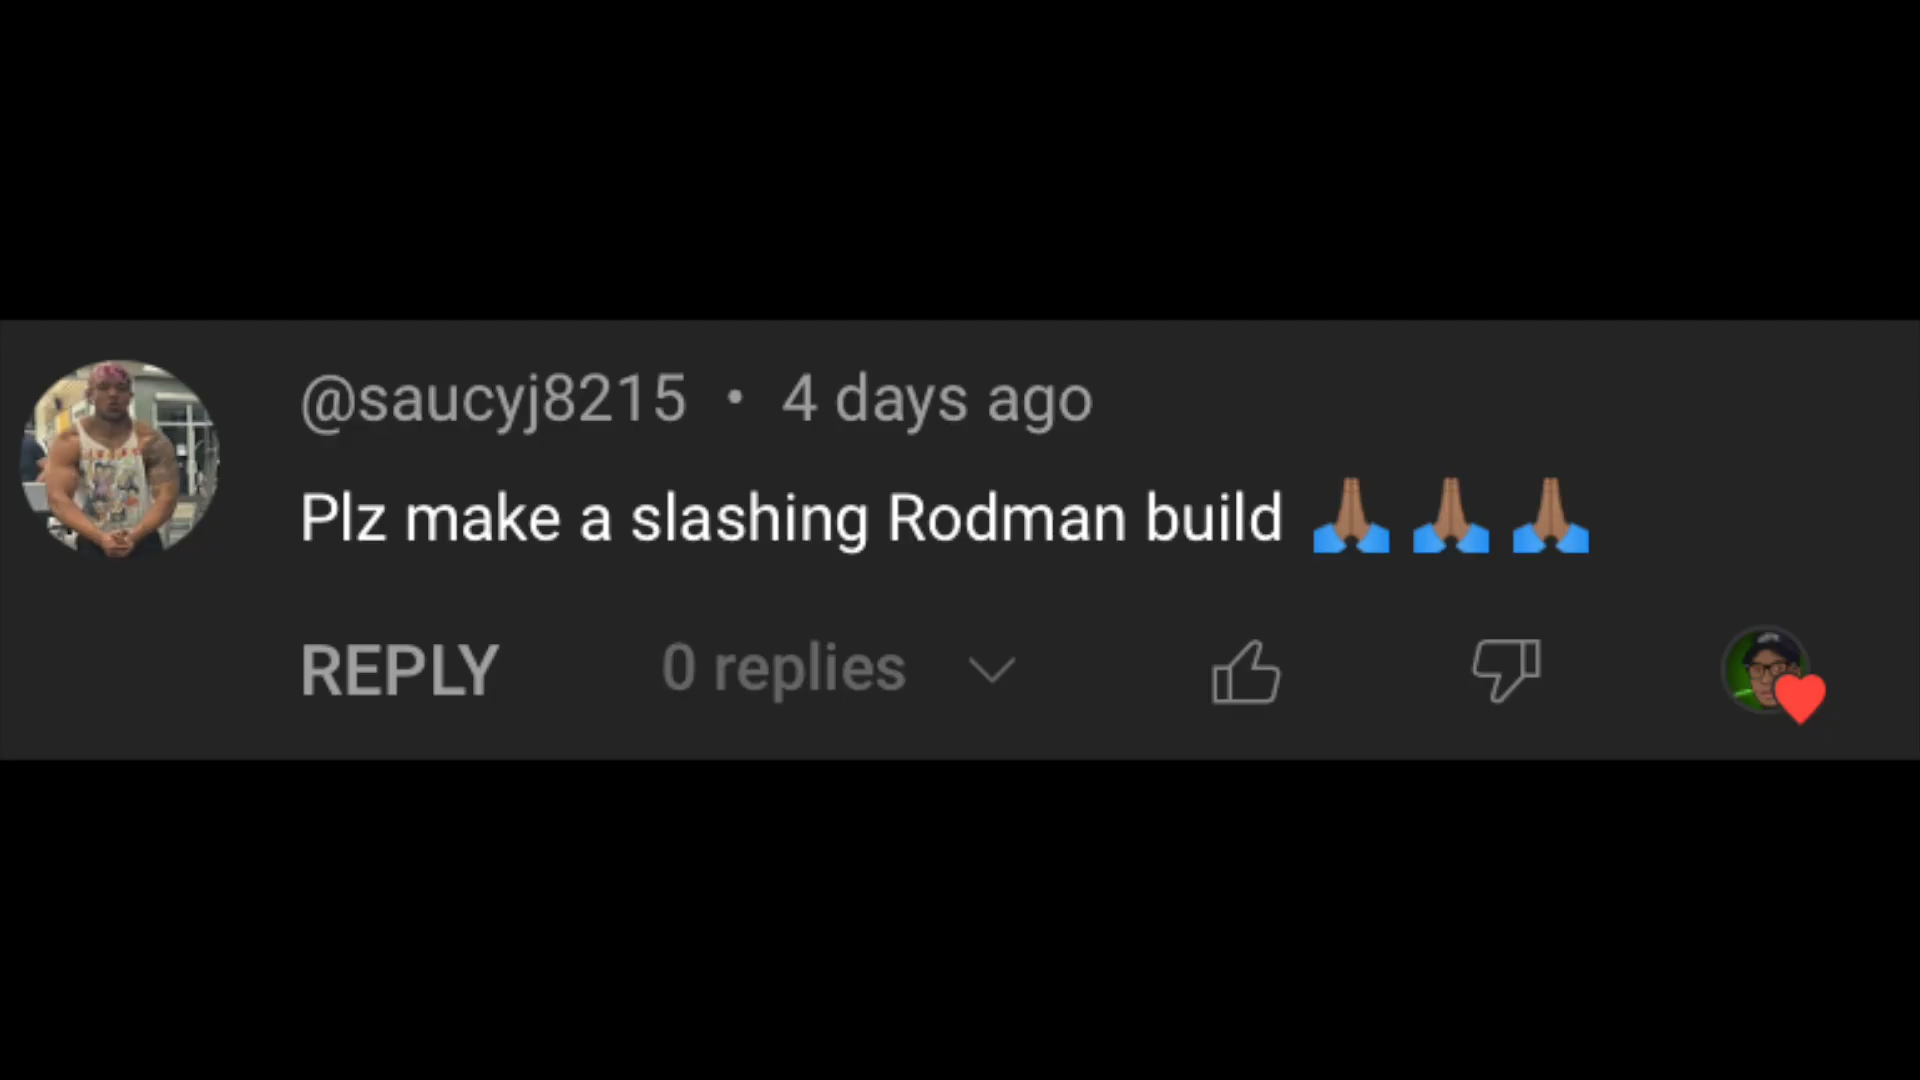 @saucyj8215 • 4 days ago
Plz make a slashing Rodman build 🙏🏽🙏🏽🙏🏽
REPLY 0 replies